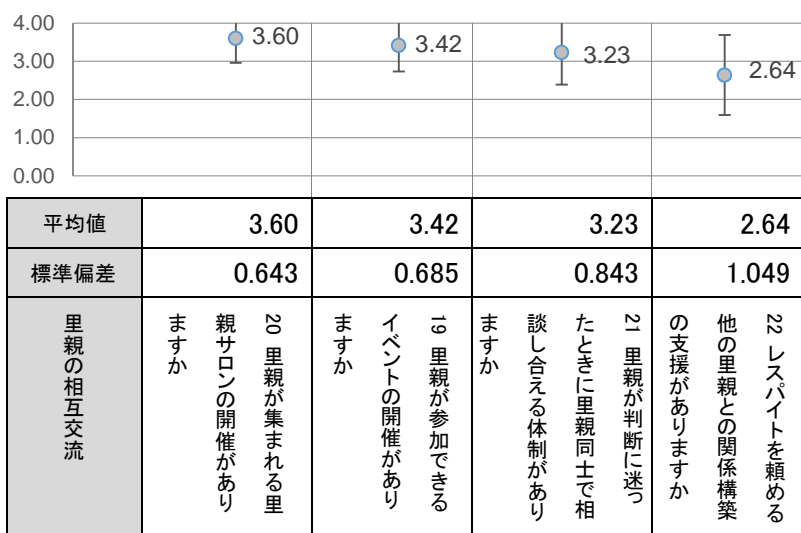 4.00
3.00
2.00
1.00
0.00
3.60
3.42
3.23
2.64
平均値 3.60 3.42 3.23 2.64
標準偏差 0.643 0.685 0.843 1.049
里親の相互交流
20 里親が集まれる里
親サロンの開催があり
ますか
19 里親が参加できる
イベントの開催があり
ますか
21 里親が判断に迷っ
たときに里親同士で相
談し合える体制があり
ますか
22 レスパイトを頼める
他の里親との関係構築
の支援がありますか